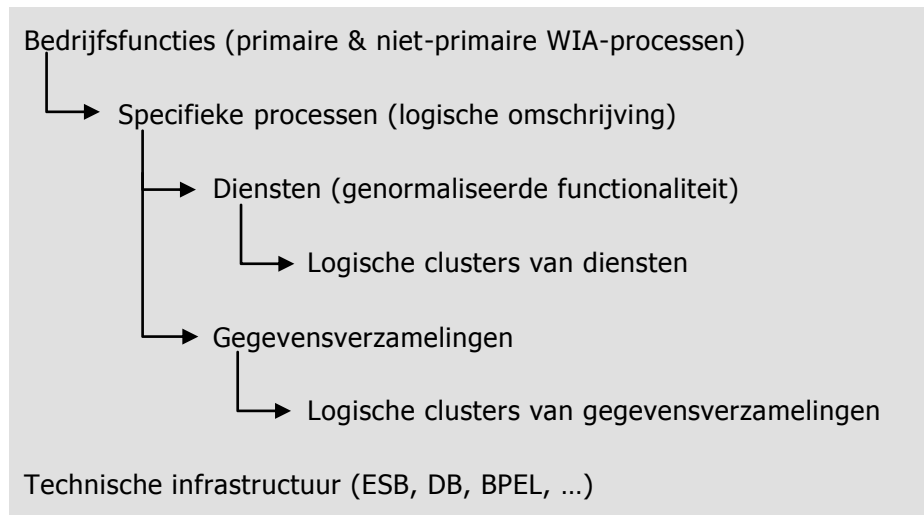 Bedrijfsfuncties (primaire & niet-primaire WIA-processen)
Specifieke processen (logische omschrijving)
Diensten (genormaliseerde functionaliteit)
Logische clusters van diensten
Gegevensverzamelingen
Logische clusters van gegevensverzamelingen
Technische infrastructuur (ESB, DB, BPEL, …)